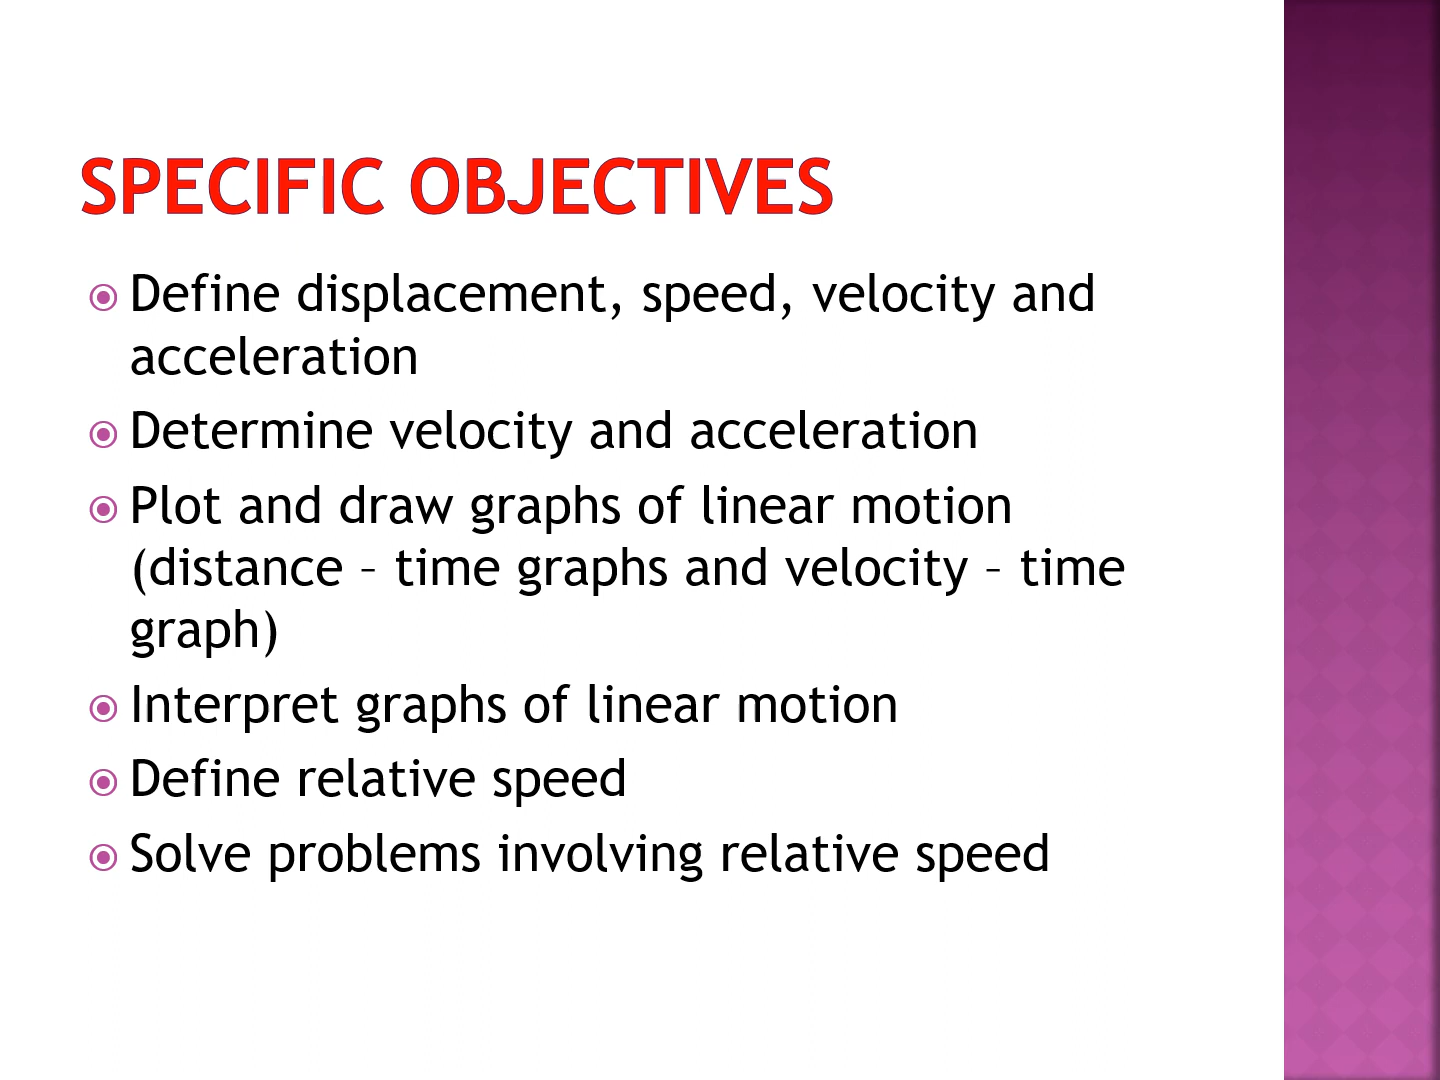 SPECIFIC OBJECTIVES
Define displacement, speed, velocity and
acceleration
Determine velocity and acceleration
Plot and draw graphs of linear motion
(distance – time graphs and velocity – time
graph)
Interpret graphs of linear motion
Define relative speed
Solve problems involving relative speed